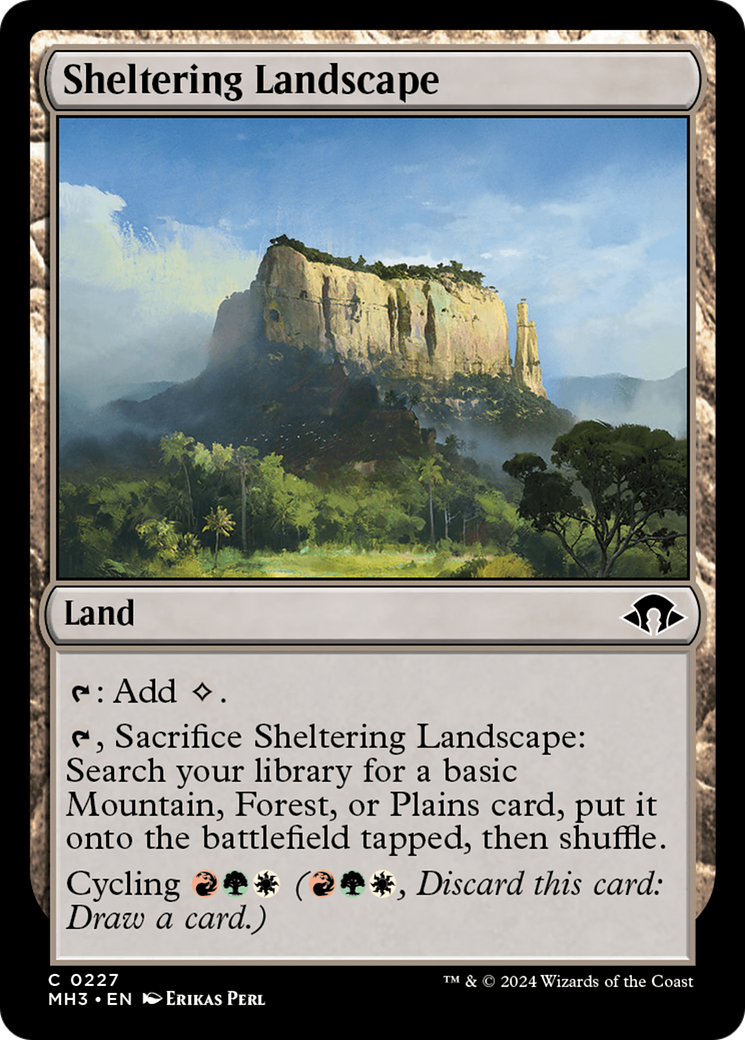 Sheltering Landscape
Land
: Add .
, Sacrifice Sheltering Landscape:
Search your library for a basic
Mountain, Forest, or Plains card, put it
onto the battlefield tapped, then shuffle.
Cycling (, Discard this card:
Draw a card.)
C 0227
MH3 • EN Erikas Perl
™ & © 2024 Wizards of the Coast